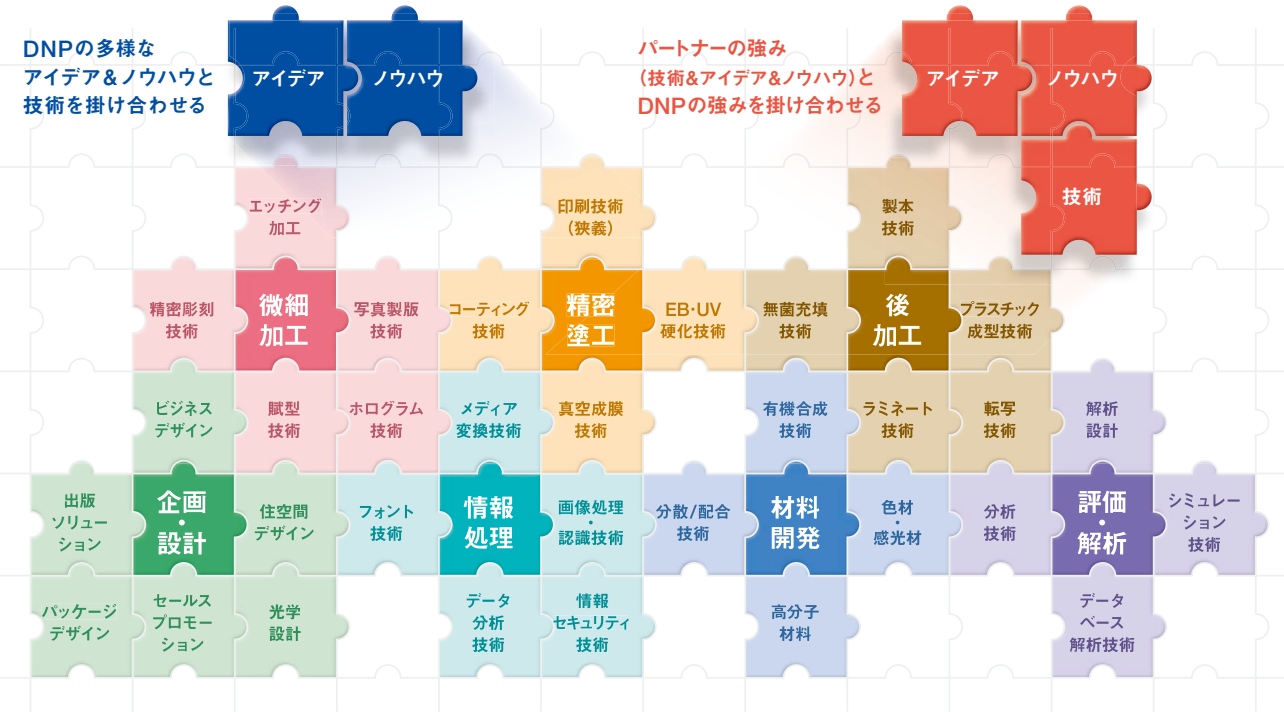 DNPの多様な
アイデア&ノウハウと
技術を掛け合わせる
アイデア
ノウハウ
パートナーの強み
(技術&アイデア&ノウハウ)と
DNPの強みを掛け合わせる
アイデア
ノウハウ
技術
エッチング
加工
印刷技術
(狭義)
製本
技術
精密彫刻
技術
微細
加工
写真製版
技術
コーティング
技術
精密
塗工
EB・UV
硬化技術
無菌充填
技術
後
加工
プラスチック
成型技術
ビジネス
デザイン
賦型
技術
ホログラム
技術
メディア
変換技術
真空成膜
技術
有機合成
技術
ラミネート
技術
転写
技術
解析
設計
出版
ソリュー
ション
企画
・
設計
住空間
デザイン
フォント
技術
情報
処理
画像処理
・
認識技術
分散/配合
技術
材料
開発
色材
・
感光材
分析
技術
評価
・
解析
シミュレー
ション
技術
パッケージ
デザイン
セールス
プロモー
ション
光学
設計
データ
分析
技術
情報
セキュリティ
技術
高分子
材料
データ
ベース
解析技術